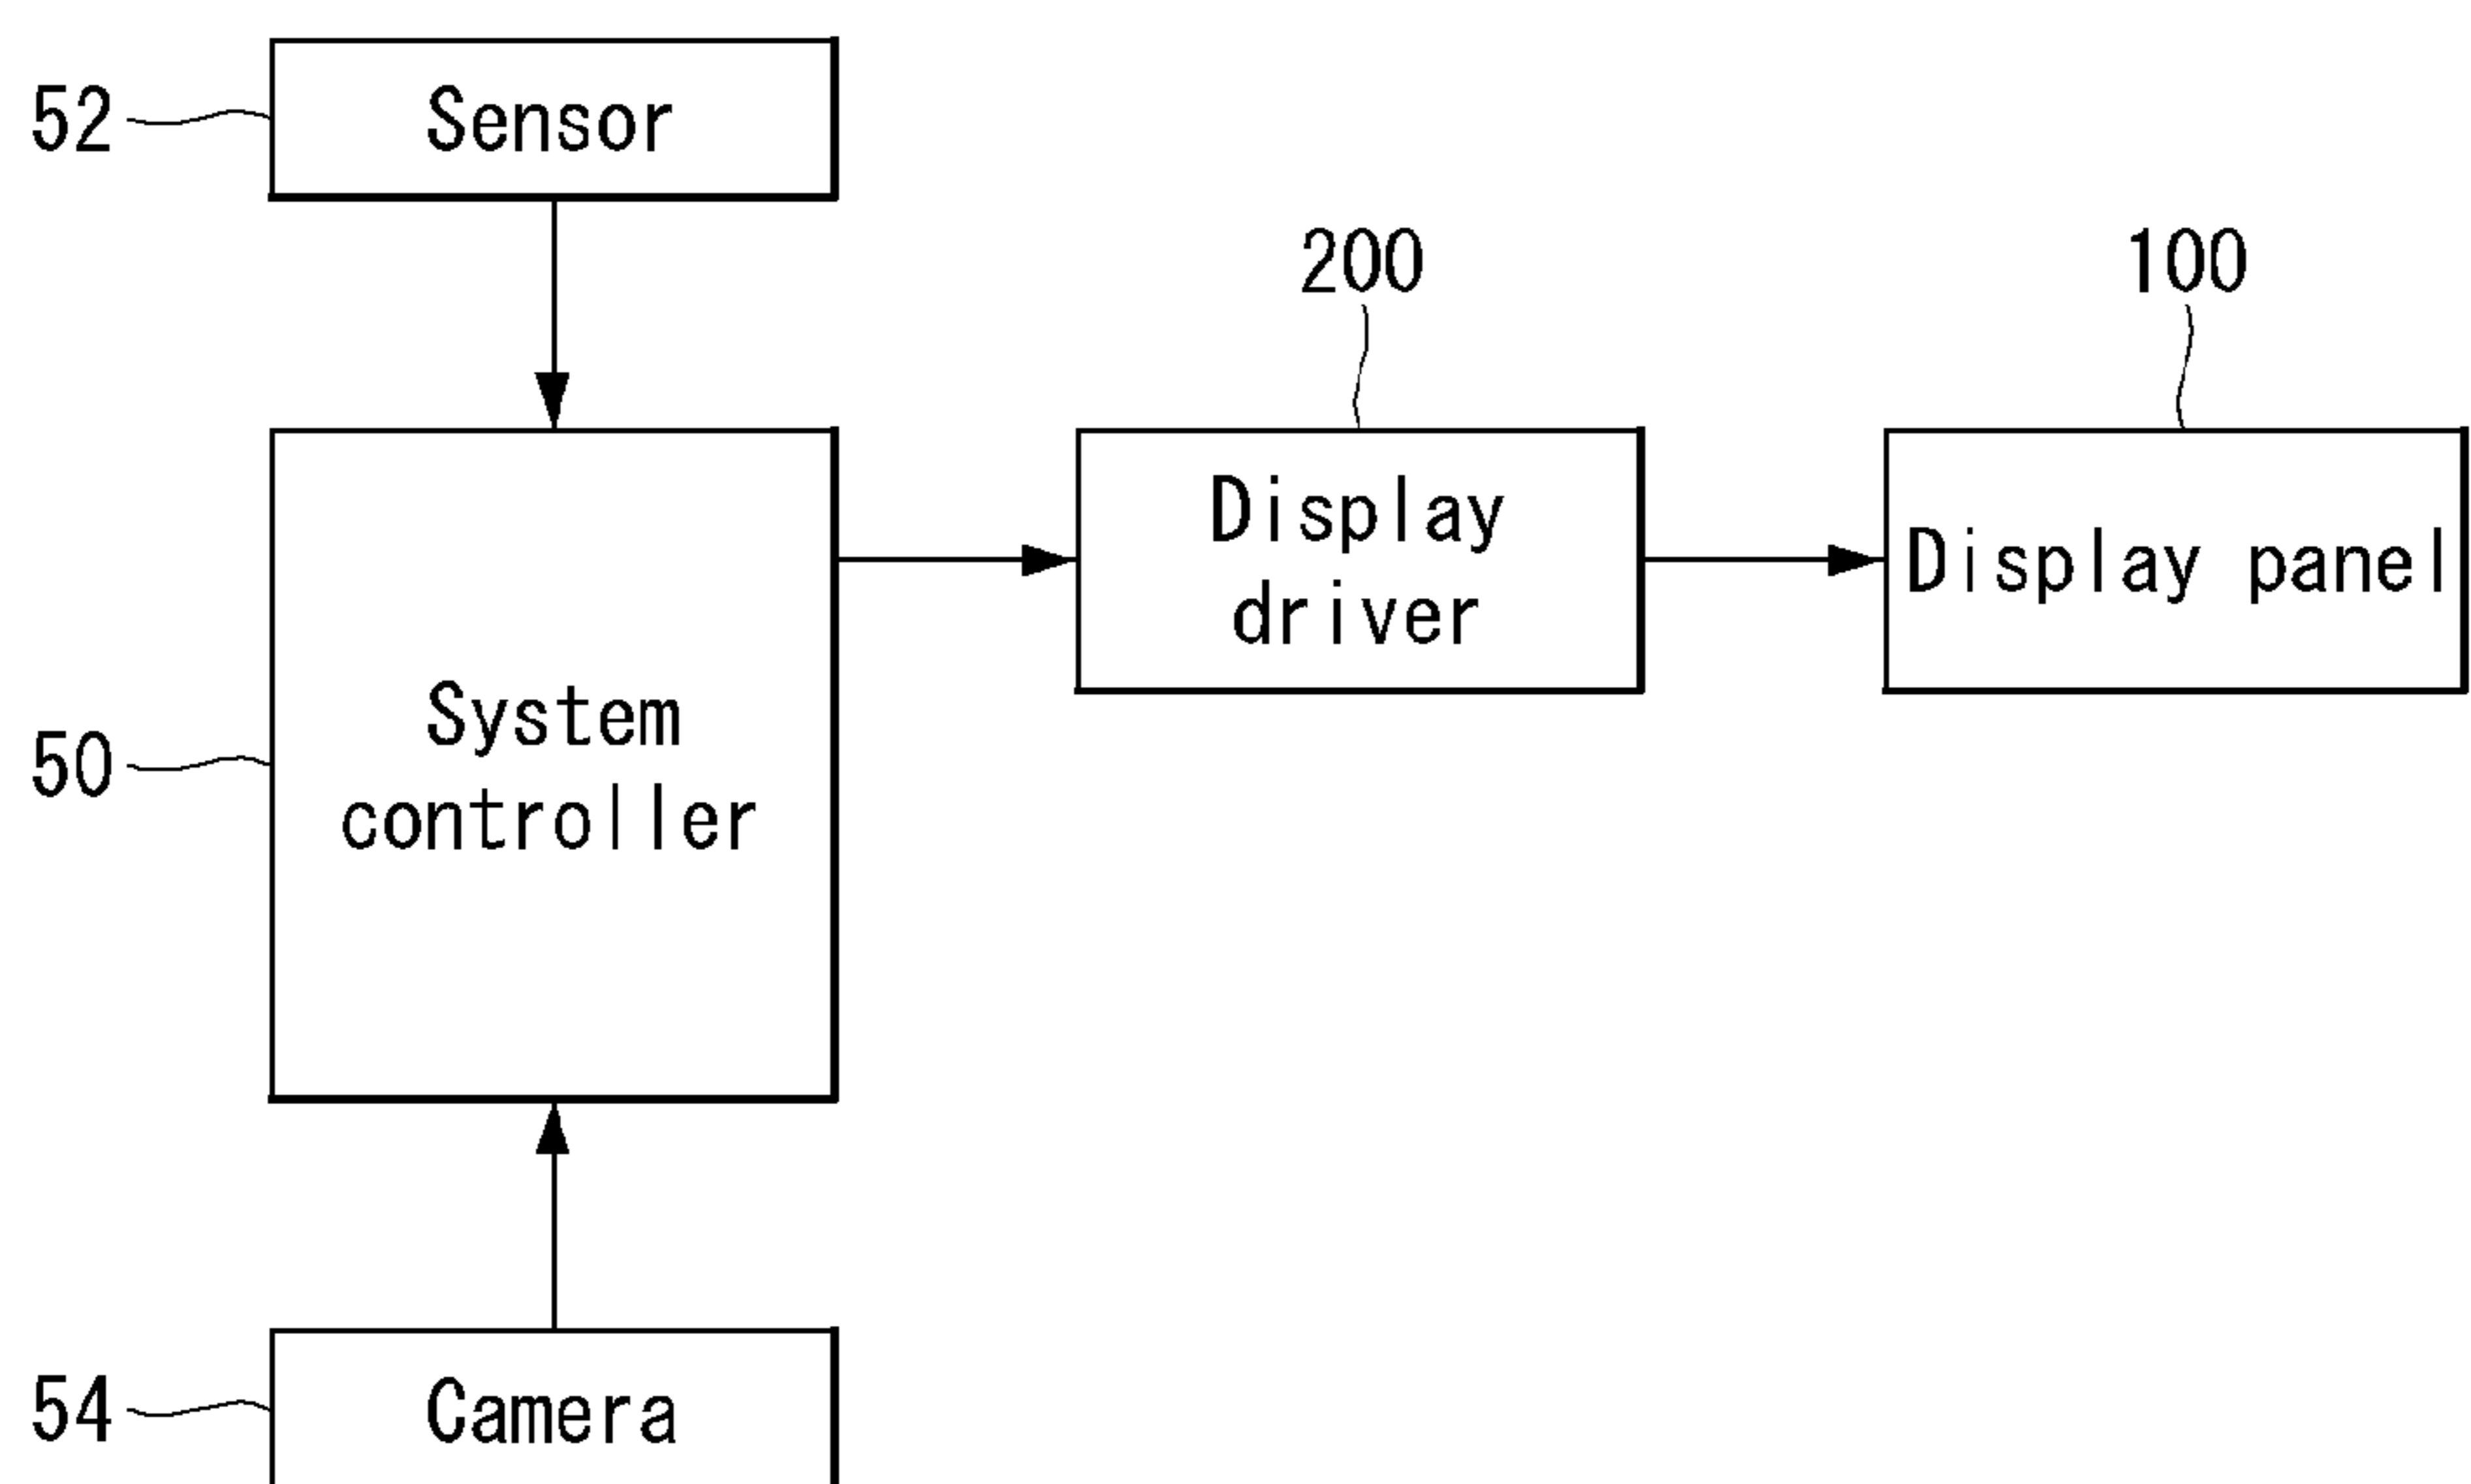 52
Sensor
200
100
Display
driver
Display panel
50
System
controller
54
Camera